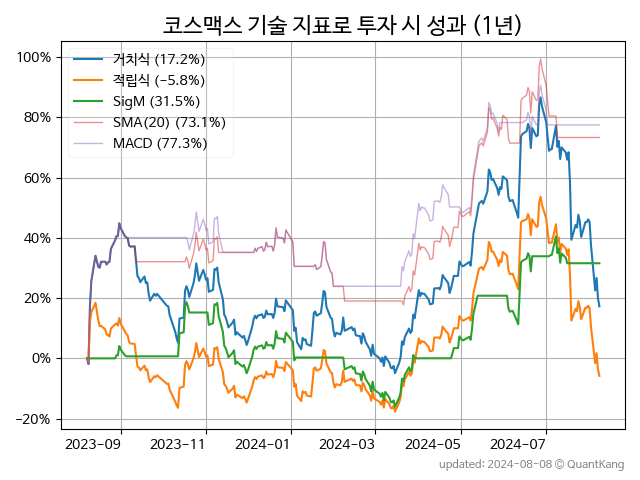 코스맥스 기술 지표로 투자 시 성과 (1년)
100%
80%
60%
40%
20%
0%
−20%
거치식 (17.2%)
적립식 (−5.8%)
SigM (31.5%)
SMA(20) (73.1%)
MACD (77.3%)
2023-09
2023-11
2024-01
2024-03
2024-05
2024-07
updated: 2024-08-08 © QuantKang